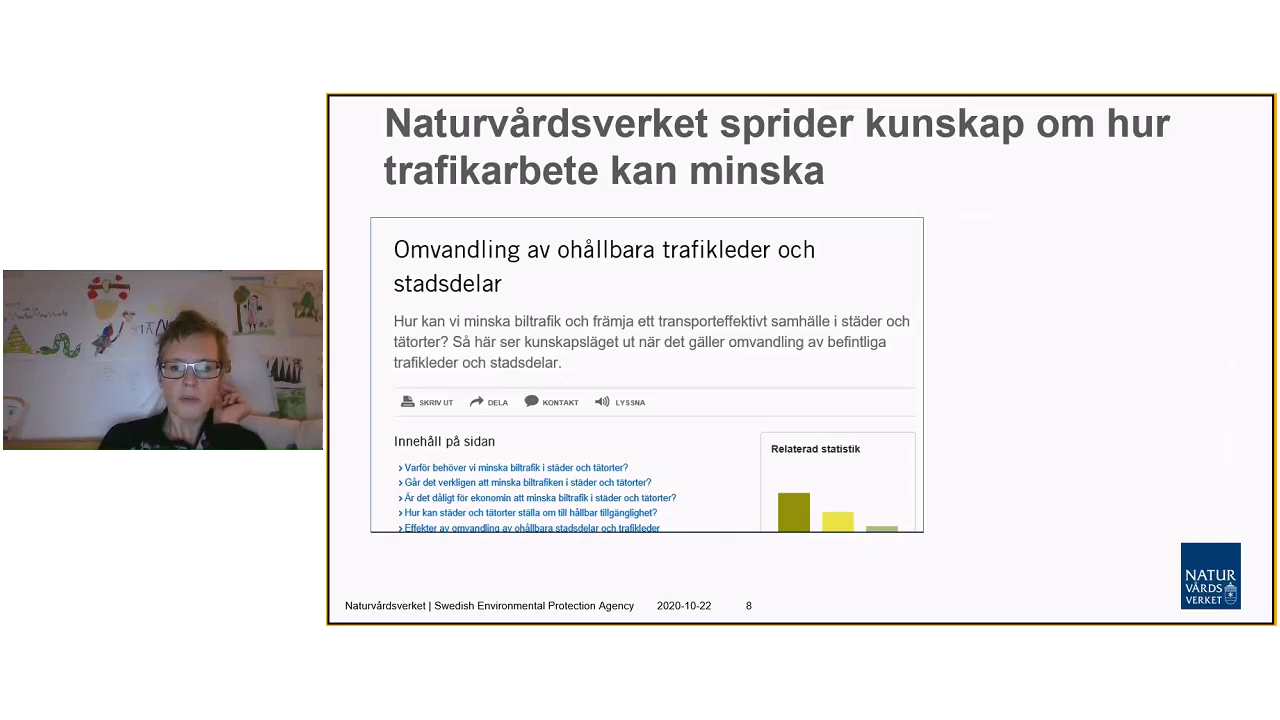 Naturvårdsverket sprider kunskap om hur
trafikarbete kan minska
Omvandling av ohållbara trafikleder och
stadsdelar
Hur kan vi minska biltrafik och främja ett transporteffektivt samhälle i städer och
tätorter? Så här ser kunskapsläget ut när det gäller omvandling av befintliga
trafikleder och stadsdelar.
SKRIV UT DELA KONTAKT LYSSNA
Innehåll på sidan
Varför behöver vi minska biltrafik i städer och tätorter?
Går det verkligen att minska biltrafiken i städer och tätorter?
Är det dåligt för ekonomin att minska biltrafik i städer och tätorter?
Hur kan städer och tätorter ställa om till hållbar tillgänglighet?
Effekter av omvandling av ohållbara stadsdelar och trafikleder
Relaterad statistik
NATUR
VÅRDS
VERKET
Naturvårdsverket | Swedish Environmental Protection Agency 2020-10-22 8